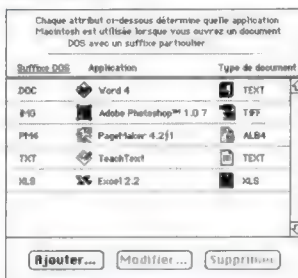 Chaque attribut ci-dessous détermine quelle application
Macintosh est utilisée lorsque vous ouvrez un document
DOS avec un suffixe particulier
Suffixe DOS Application Type de document
.DOC Word 4 TEXT
.IMG Adobe Photoshop™ 1.0.7 TIFF
.PM4 PageMaker 4.2f1 ALB4
.TXT TeachText TEXT
.XLS Excel 2.2 XLS
Ajouter... Modifier... Supprimer